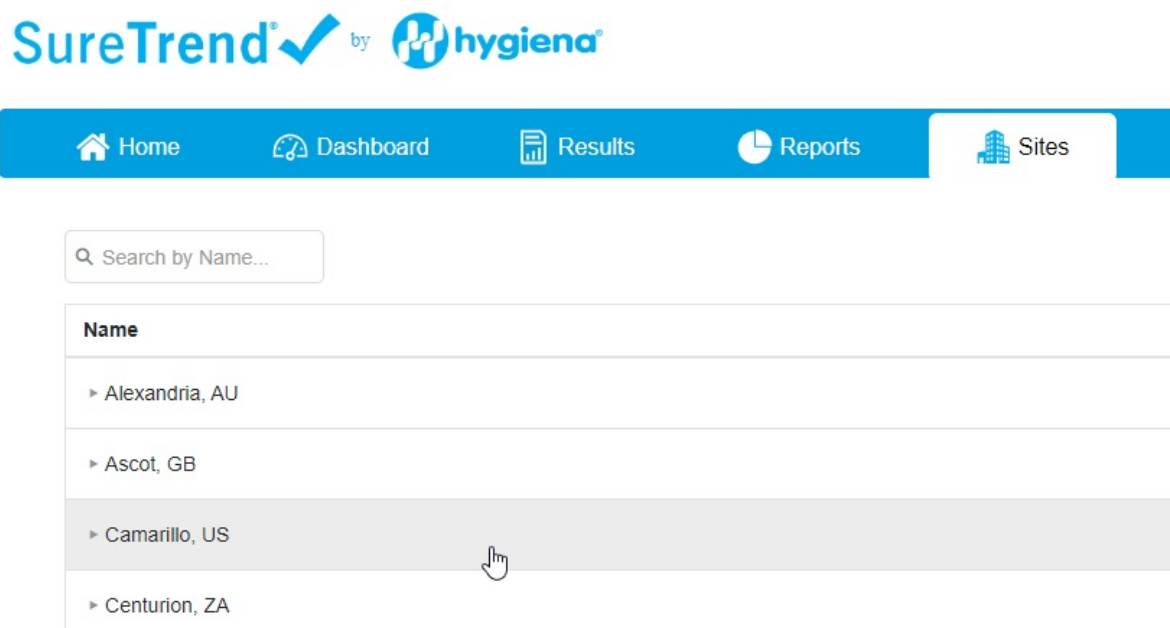 SureTrend® by hygiena®
Home Dashboard Results Reports Sites
Search by Name...
Name
Alexandria, AU
Ascot, GB
Camarillo, US
Centurion, ZA